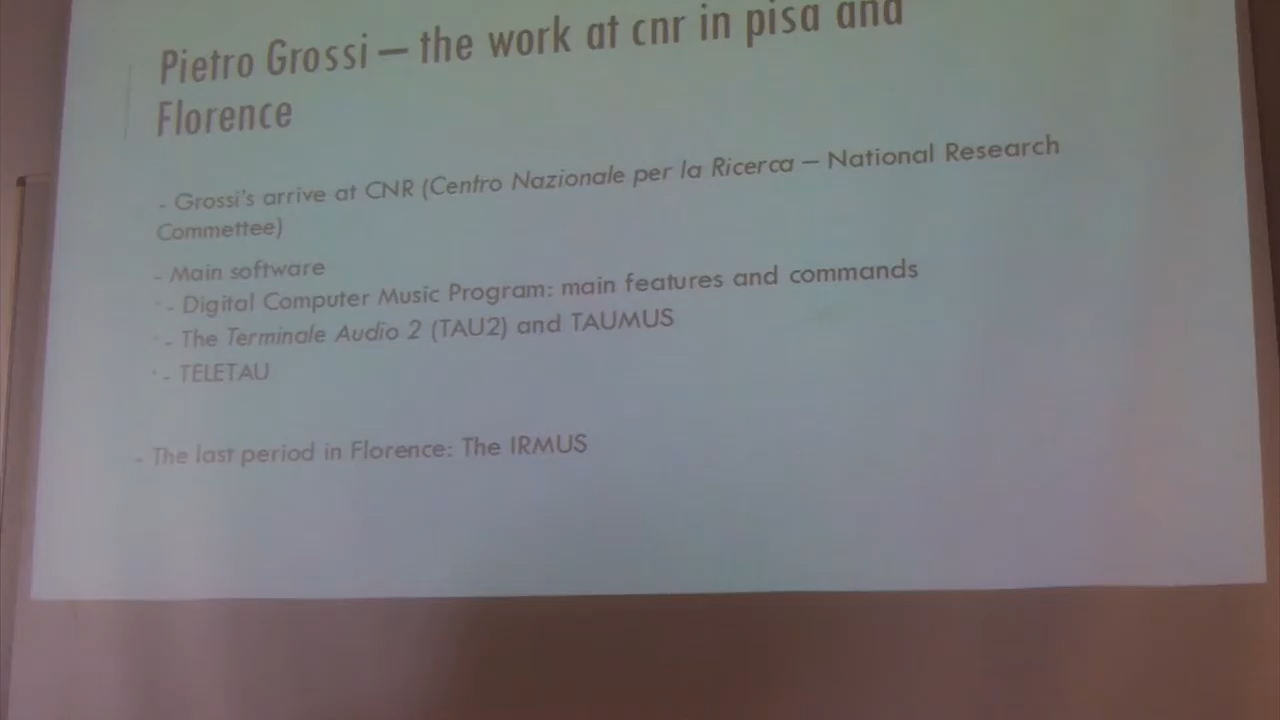 Pietro Grossi – the work at cnr in pisa and
Florence
- Grossi's arrive at CNR (Centro Nazionale per la Ricerca – National Research
Commettee)
- Main software
- Digital Computer Music Program: main features and commands
- The Terminale Audio 2 (TAU2) and TAUMUS
- TELETAU
- The last period in Florence: The IRMUS